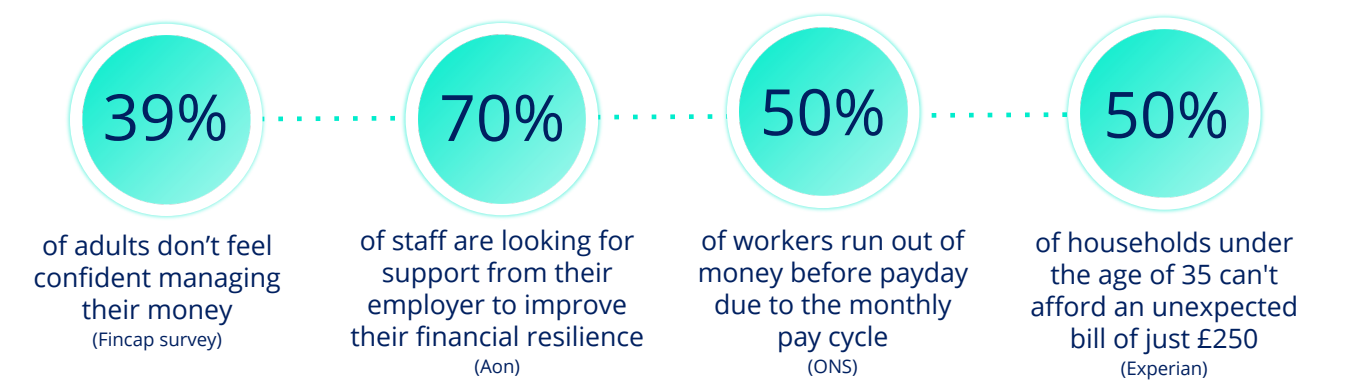 39%
of adults don’t feel
confident managing
their money
(Fincap survey)
70%
of staff are looking for
support from their
employer to improve
their financial resilience
(Aon)
50%
of workers run out of
money before payday
due to the monthly
pay cycle
(ONS)
50%
of households under
the age of 35 can't
afford an unexpected
bill of just £250
(Experian)